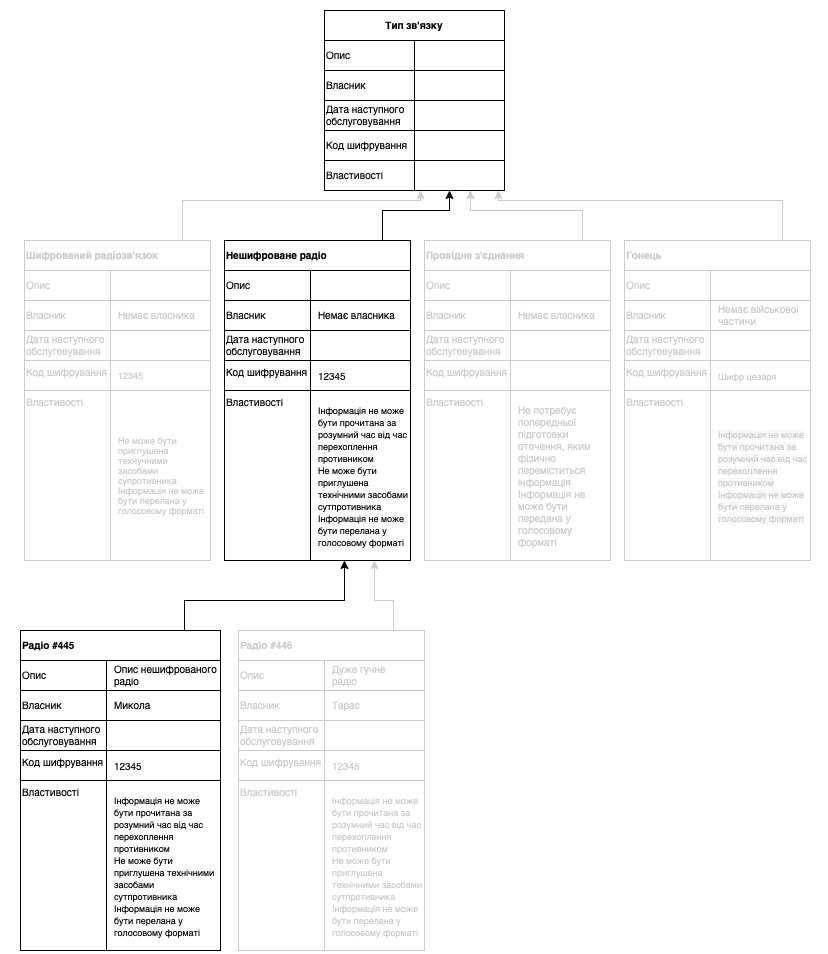 Тип зв'язку
Опис
Власник
Дата наступного
обслуговування
Код шифрування
Властивості
Шифрований радіозв'язок
Опис
Власник
Немає власника
Дата наступного
обслуговування
Код шифрування
12345
Властивості
Не може бути
приглушена
технучними
засобами
супротивника
Інформація не може
бути перелана у
голосовому форматі
Нешифроване радіо
Опис
Власник
Немає власника
Дата наступного
обслуговування
Код шифрування
12345
Властивості
Інформація не може
бути прочитана за
розумний час від час
перехоплення
противником
Не може бути
приглушена
технічними засобами
сутпротивника
Інформація не може
бути перелана у
голосовому форматі
Провідне з'єднання
Опис
Власник
Немає власника
Дата наступного
обслуговування
Код шифрування
Властивості
Не потребує
попередньої
підготовки
оточення, яким
фізично
переміститься
інформація
Інформація не
може бути
передана у
голосовому
форматі
Гонець
Опис
Власник
Немає військової
частини
Дата наступного
обслуговування
Код шифрування
Шифр цезаря
Властивості
Інформація не може
бути прочитана за
розумний час від час
перехоплення
противником
Інформація не може
бути перелана у
голосовому форматі
Радіо #445
Опис
Опис нешифрованого
радіо
Власник
Микола
Дата наступного
обслуговування
Код шифрування
12345
Властивості
Інформація не може
бути прочитана за
розумний час від час
перехоплення
противником
Не може бути
приглушена технічними
засобами
сутпротивника
Інформація не може
бути перелана у
голосовому форматі
Радіо #446
Опис
Дуже гучне
радіо
Власник
Тарас
Дата наступного
обслуговування
Код шифрування
12345
Властивості
Інформація не може
бути прочитана за
розумний час від час
перехоплення
противником
Не може бути
приглушена
технічними засобами
сутпротивника
Інформація не може
бути перелана у
голосовому форматі